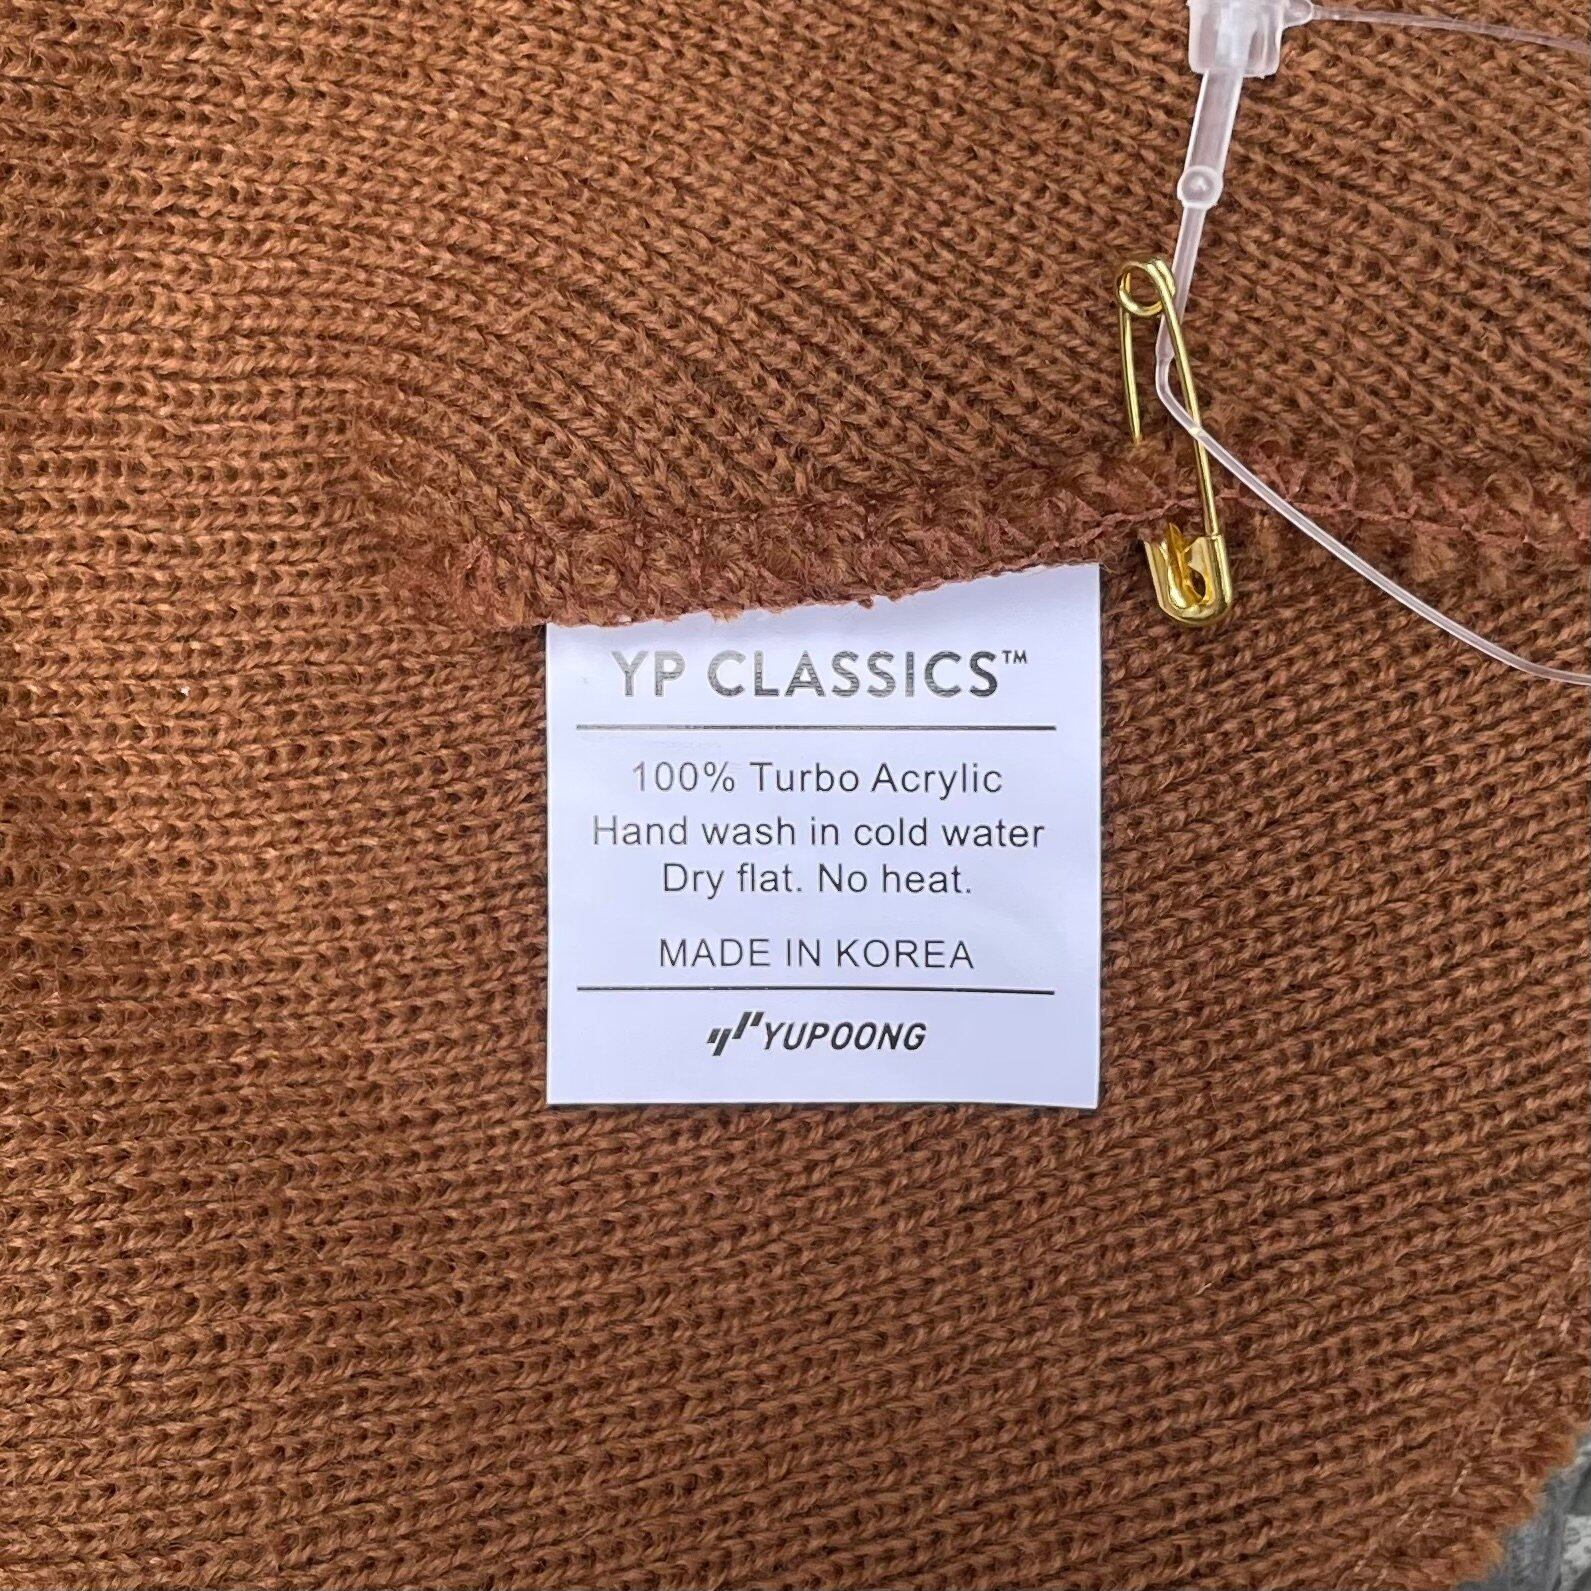 YP CLASSICS™
100% Turbo Acrylic
Hand wash in cold water
Dry flat. No heat.
MADE IN KOREA
YUPOONG